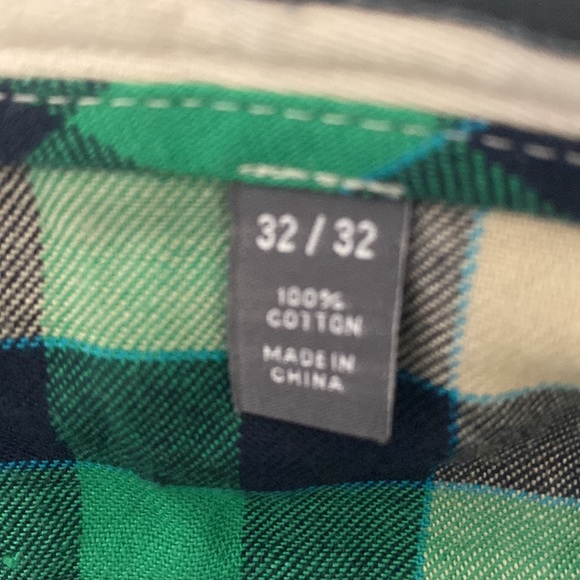 32 / 32
100%
COTTON
MADE IN
CHINA